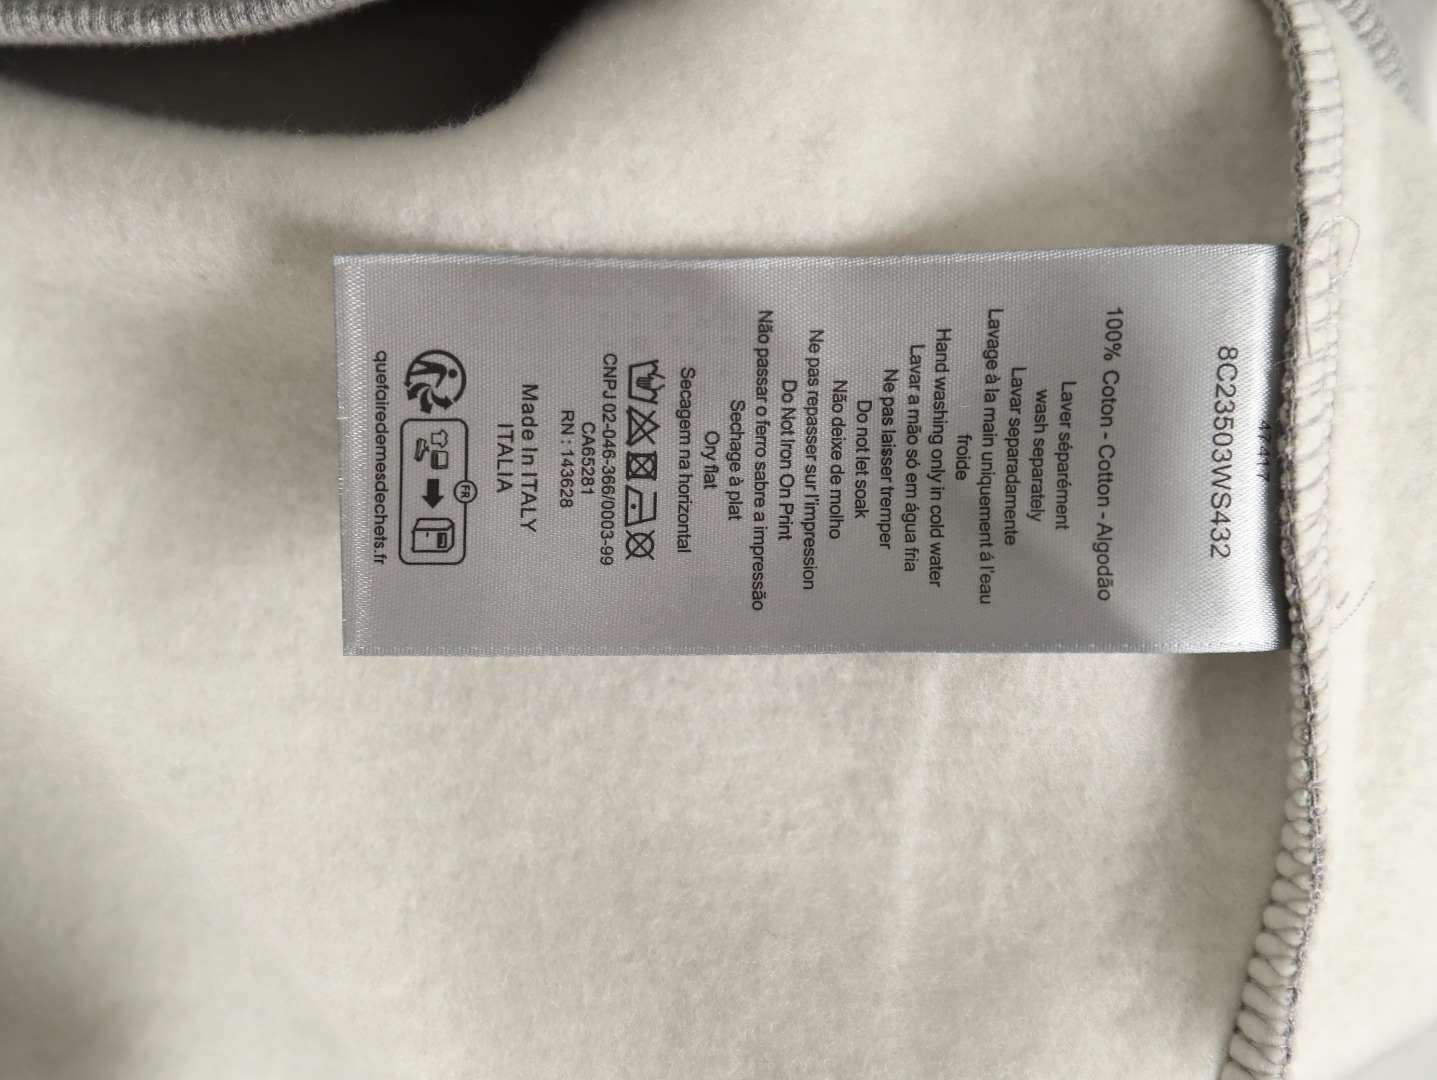 47417
8C23503WS432
100% Coton - Cotton - Algodão
Laver séparément
wash separately
Lavar separadamente
Lavage à la main uniquement á l'eau
froide
Hand washing only in cold water
Lavar a mão só em água fria
Ne pas laisser tremper
Do not let soak
Não deixe de molho
Ne pas repasser sur l'impression
Do Not Iron On Print
Não passar o ferro sabre a impressão
Sechage à plat
Ory flat
Secagem na horizontal
CNPJ 02-046-366/0003-99
CA65281
RN : 143628
Made In ITALY
ITALIA
FR
quefairedemesdechets.fr